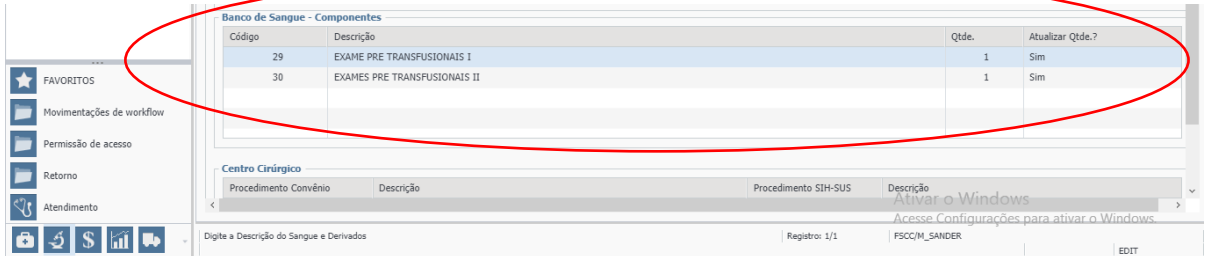 Banco de Sangue - Componentes
Código Descrição Qtde. Atualizar Qtde.?
29 EXAME PRE TRANSFUSIONAIS I 1 Sim
30 EXAMES PRE TRANSFUSIONAIS II 1 Sim
FAVORITOS
Movimentações de workflow
Permissão de acesso
Retorno
Atendimento
Centro Cirúrgico
Procedimento Convênio Descrição Procedimento SIH-SUS Descrição
Ativar o Windows
Acesse Configurações para ativar o Windows.
Digite a Descrição do Sangue e Derivados Registro: 1/1 FSCC/M_SANDER
EDIT